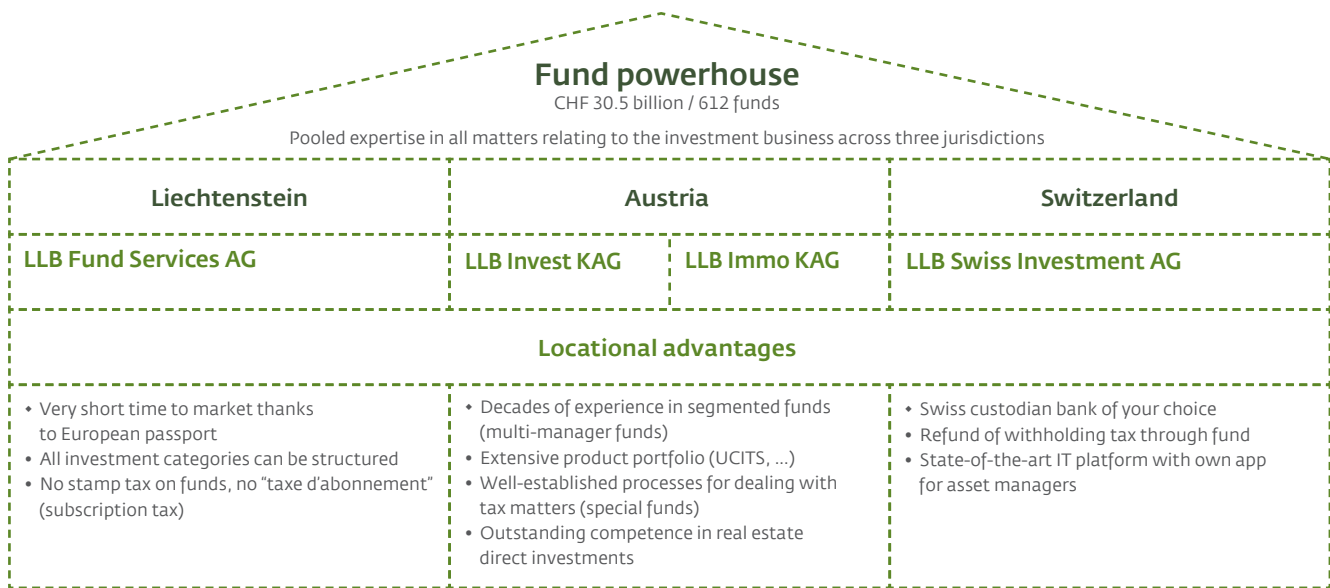 Fund powerhouse
CHF 30.5 billion / 612 funds
Pooled expertise in all matters relating to the investment business across three jurisdictions
Liechtenstein
Austria
Switzerland
LLB Fund Services AG
LLB Invest KAG
LLB Immo KAG
LLB Swiss Investment AG
Locational advantages
• Very short time to market thanks
to European passport
• All investment categories can be structured
• No stamp tax on funds, no “taxe d’abonnement”
(subscription tax)
• Decades of experience in segmented funds
(multi-manager funds)
• Extensive product portfolio (UCITS, ...)
• Well-established processes for dealing with
tax matters (special funds)
• Outstanding competence in real estate
direct investments
• Swiss custodian bank of your choice
• Refund of withholding tax through fund
• State-of-the-art IT platform with own app
for asset managers